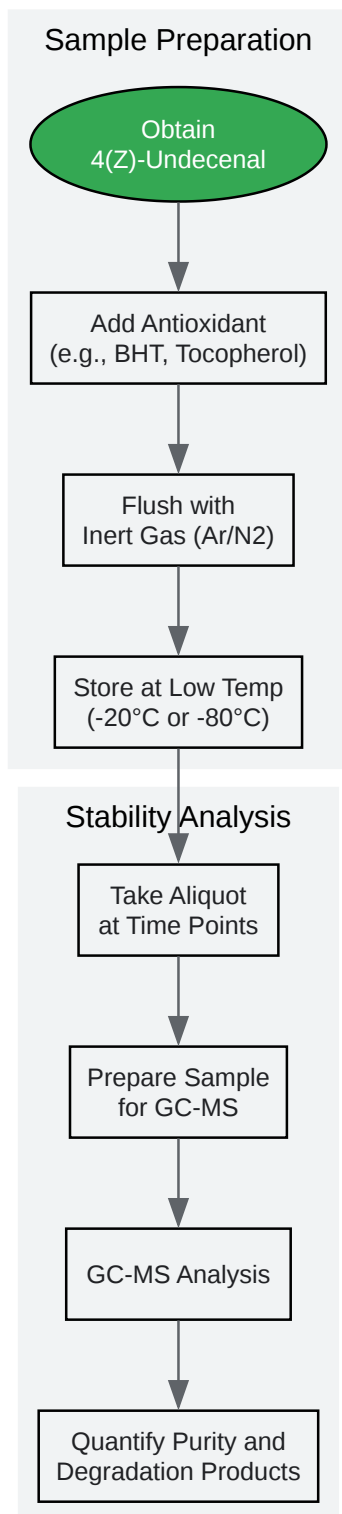 Sample Preparation
Obtain
4(Z)-Undecenal
Add Antioxidant
(e.g., BHT, Tocopherol)
Flush with
Inert Gas (Ar/N2)
Store at Low Temp
(-20°C or -80°C)
Stability Analysis
Take Aliquot
at Time Points
Prepare Sample
for GC-MS
GC-MS Analysis
Quantify Purity and
Degradation Products